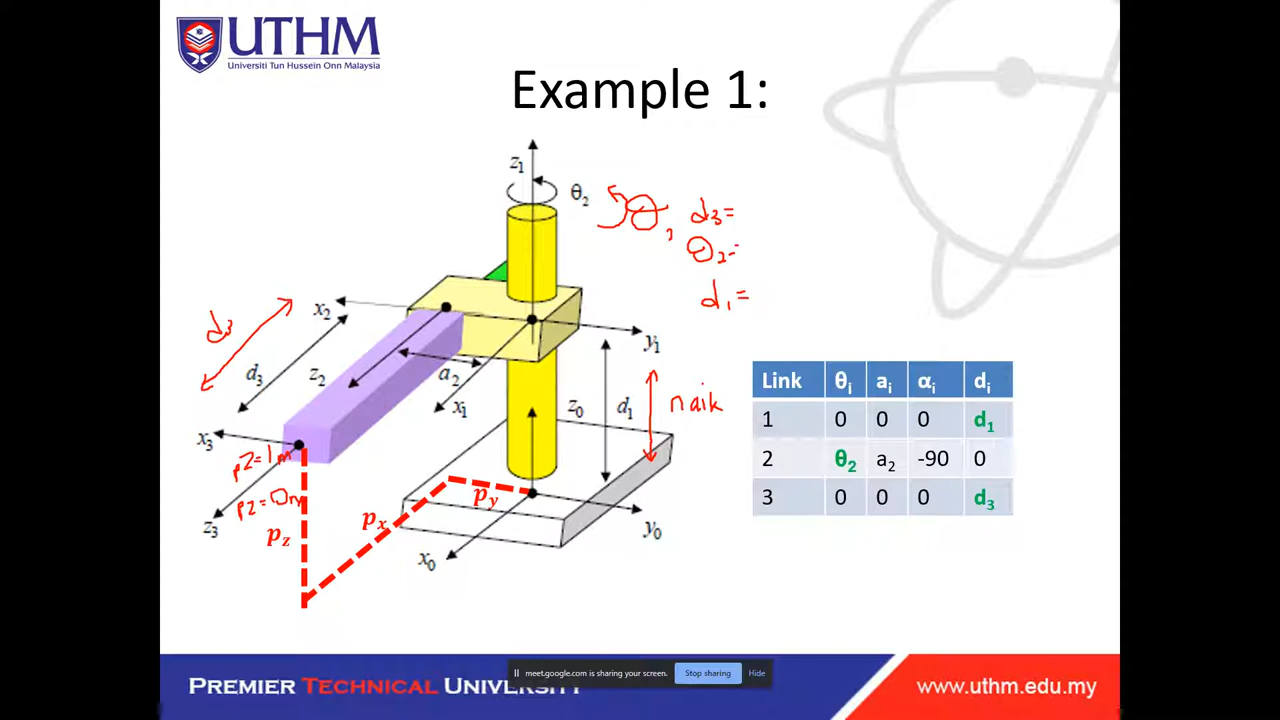 UTHM
Universiti Tun Hussein Onn Malaysia
Example 1:
z1
θ2
θ2
d3=
θ2=
d1=
x2
d3
d3
z2
a2
x1
y1
z0
d1
naik
x3
pz=1m
pz=0m
z3
pz
px
py
x0
y0
Link θi ai αi di
1 0 0 0 d1
2 θ2 a2 -90 0
3 0 0 0 d3
meet.google.com is sharing your screen. Stop sharing Hide
PREMIER TECHNICAL UNIVERSITY
www.uthm.edu.my